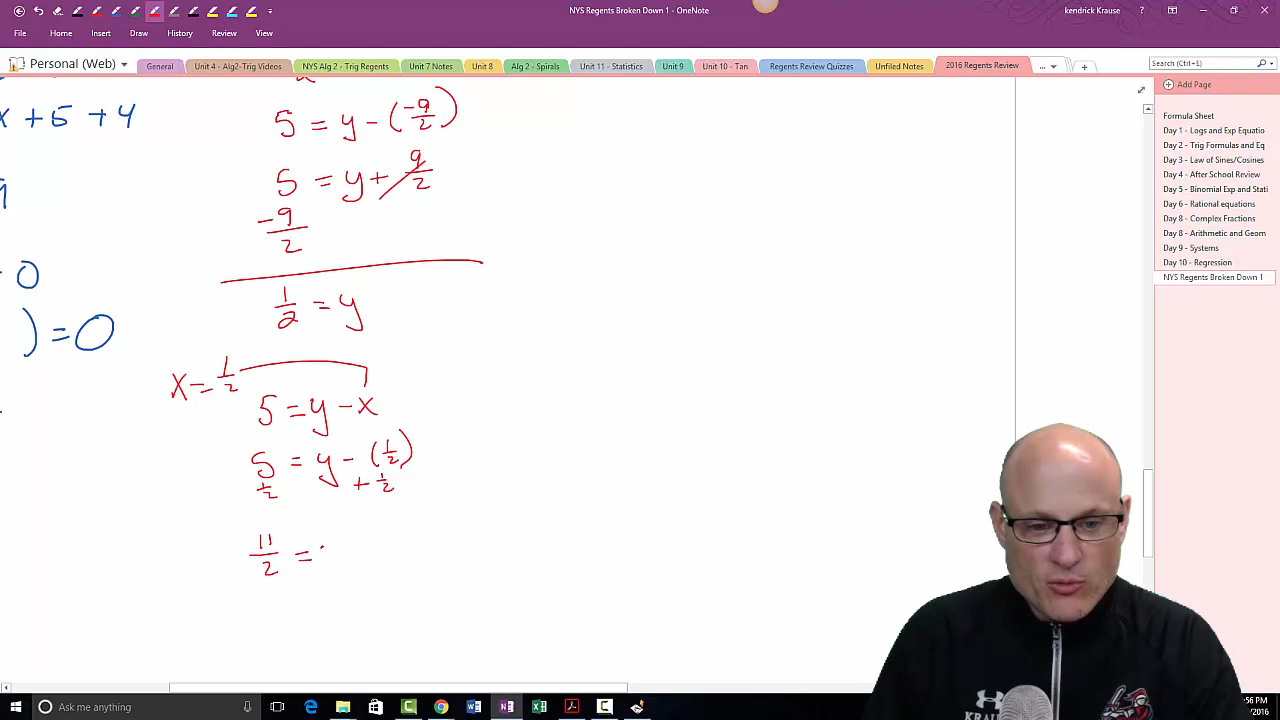 NYS Regents Broken Down 1 - OneNote
kendrick Krause
File Home Insert Draw History Review View
Personal (Web)
General
Unit 4 - Alg2-Trig Videos
NYS Alg 2 - Trig Regents
Unit 7 Notes
Unit 8
Alg 2 - Spirals
Unit 11 - Statistics
Unit 9
Unit 10 - Tan
Regents Review Quizzes
Unfiled Notes
2016 Regents Review
Search (Ctrl+E)
Add Page
Formula Sheet
Day 1 - Logs and Exp Equatio
Day 2 - Trig Formulas and Eq
Day 3 - Law of Sines/Cosines
Day 4 - After School Review
Day 5 - Binomial Exp and Stati
Day 6 - Rational equations
Day 8 - Complex Fractions
Day 8 - Arithmetic and Geom
Day 9 - Systems
Day 10 - Regression
NYS Regents Broken Down 1
x + 5 + 4
0
) = 0
5 = y - (-9/2)
5 = y + 9/2
-9/2
1/2 = y
x = 1/2
5 = y - x
5 = y - (1/2)
1/2 + 1/2
11/2 =
Ask me anything
:56 PM
/2016
KRAUS